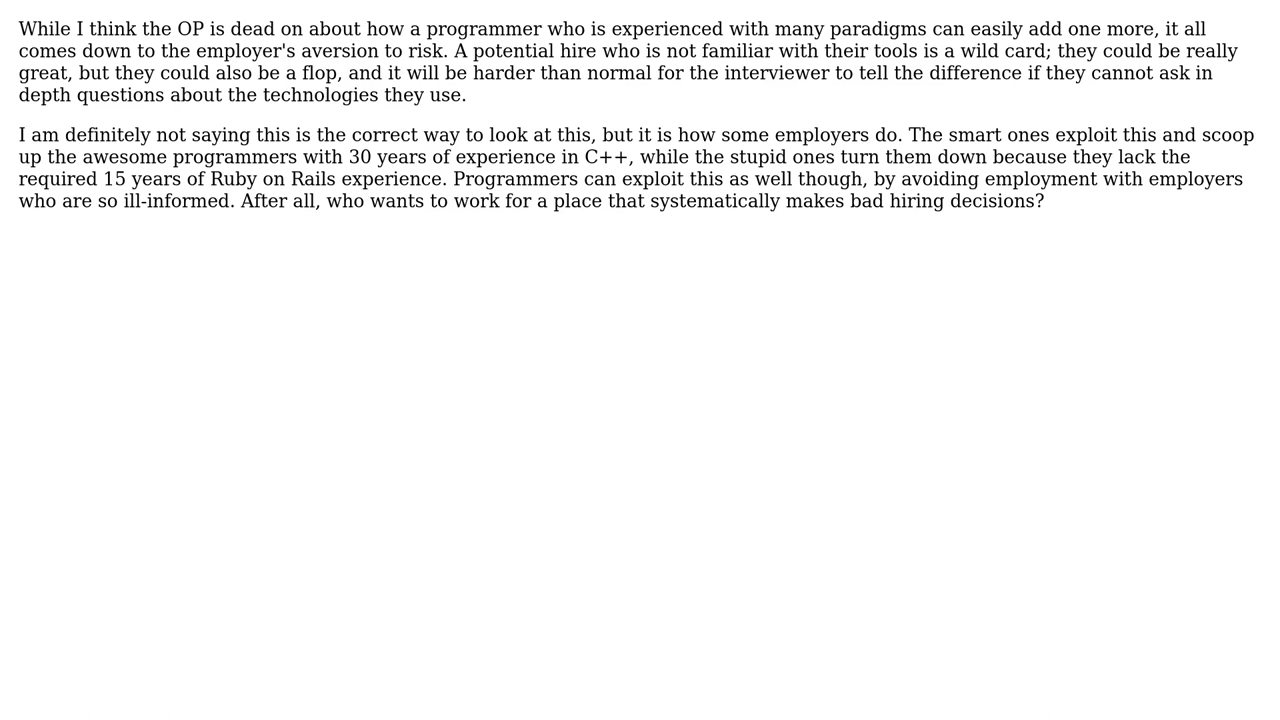 While I think the OP is dead on about how a programmer who is experienced with many paradigms can easily add one more, it all
comes down to the employer's aversion to risk. A potential hire who is not familiar with their tools is a wild card; they could be really
great, but they could also be a flop, and it will be harder than normal for the interviewer to tell the difference if they cannot ask in
depth questions about the technologies they use.
I am definitely not saying this is the correct way to look at this, but it is how some employers do. The smart ones exploit this and scoop
up the awesome programmers with 30 years of experience in C++, while the stupid ones turn them down because they lack the
required 15 years of Ruby on Rails experience. Programmers can exploit this as well though, by avoiding employment with employers
who are so ill-informed. After all, who wants to work for a place that systematically makes bad hiring decisions?